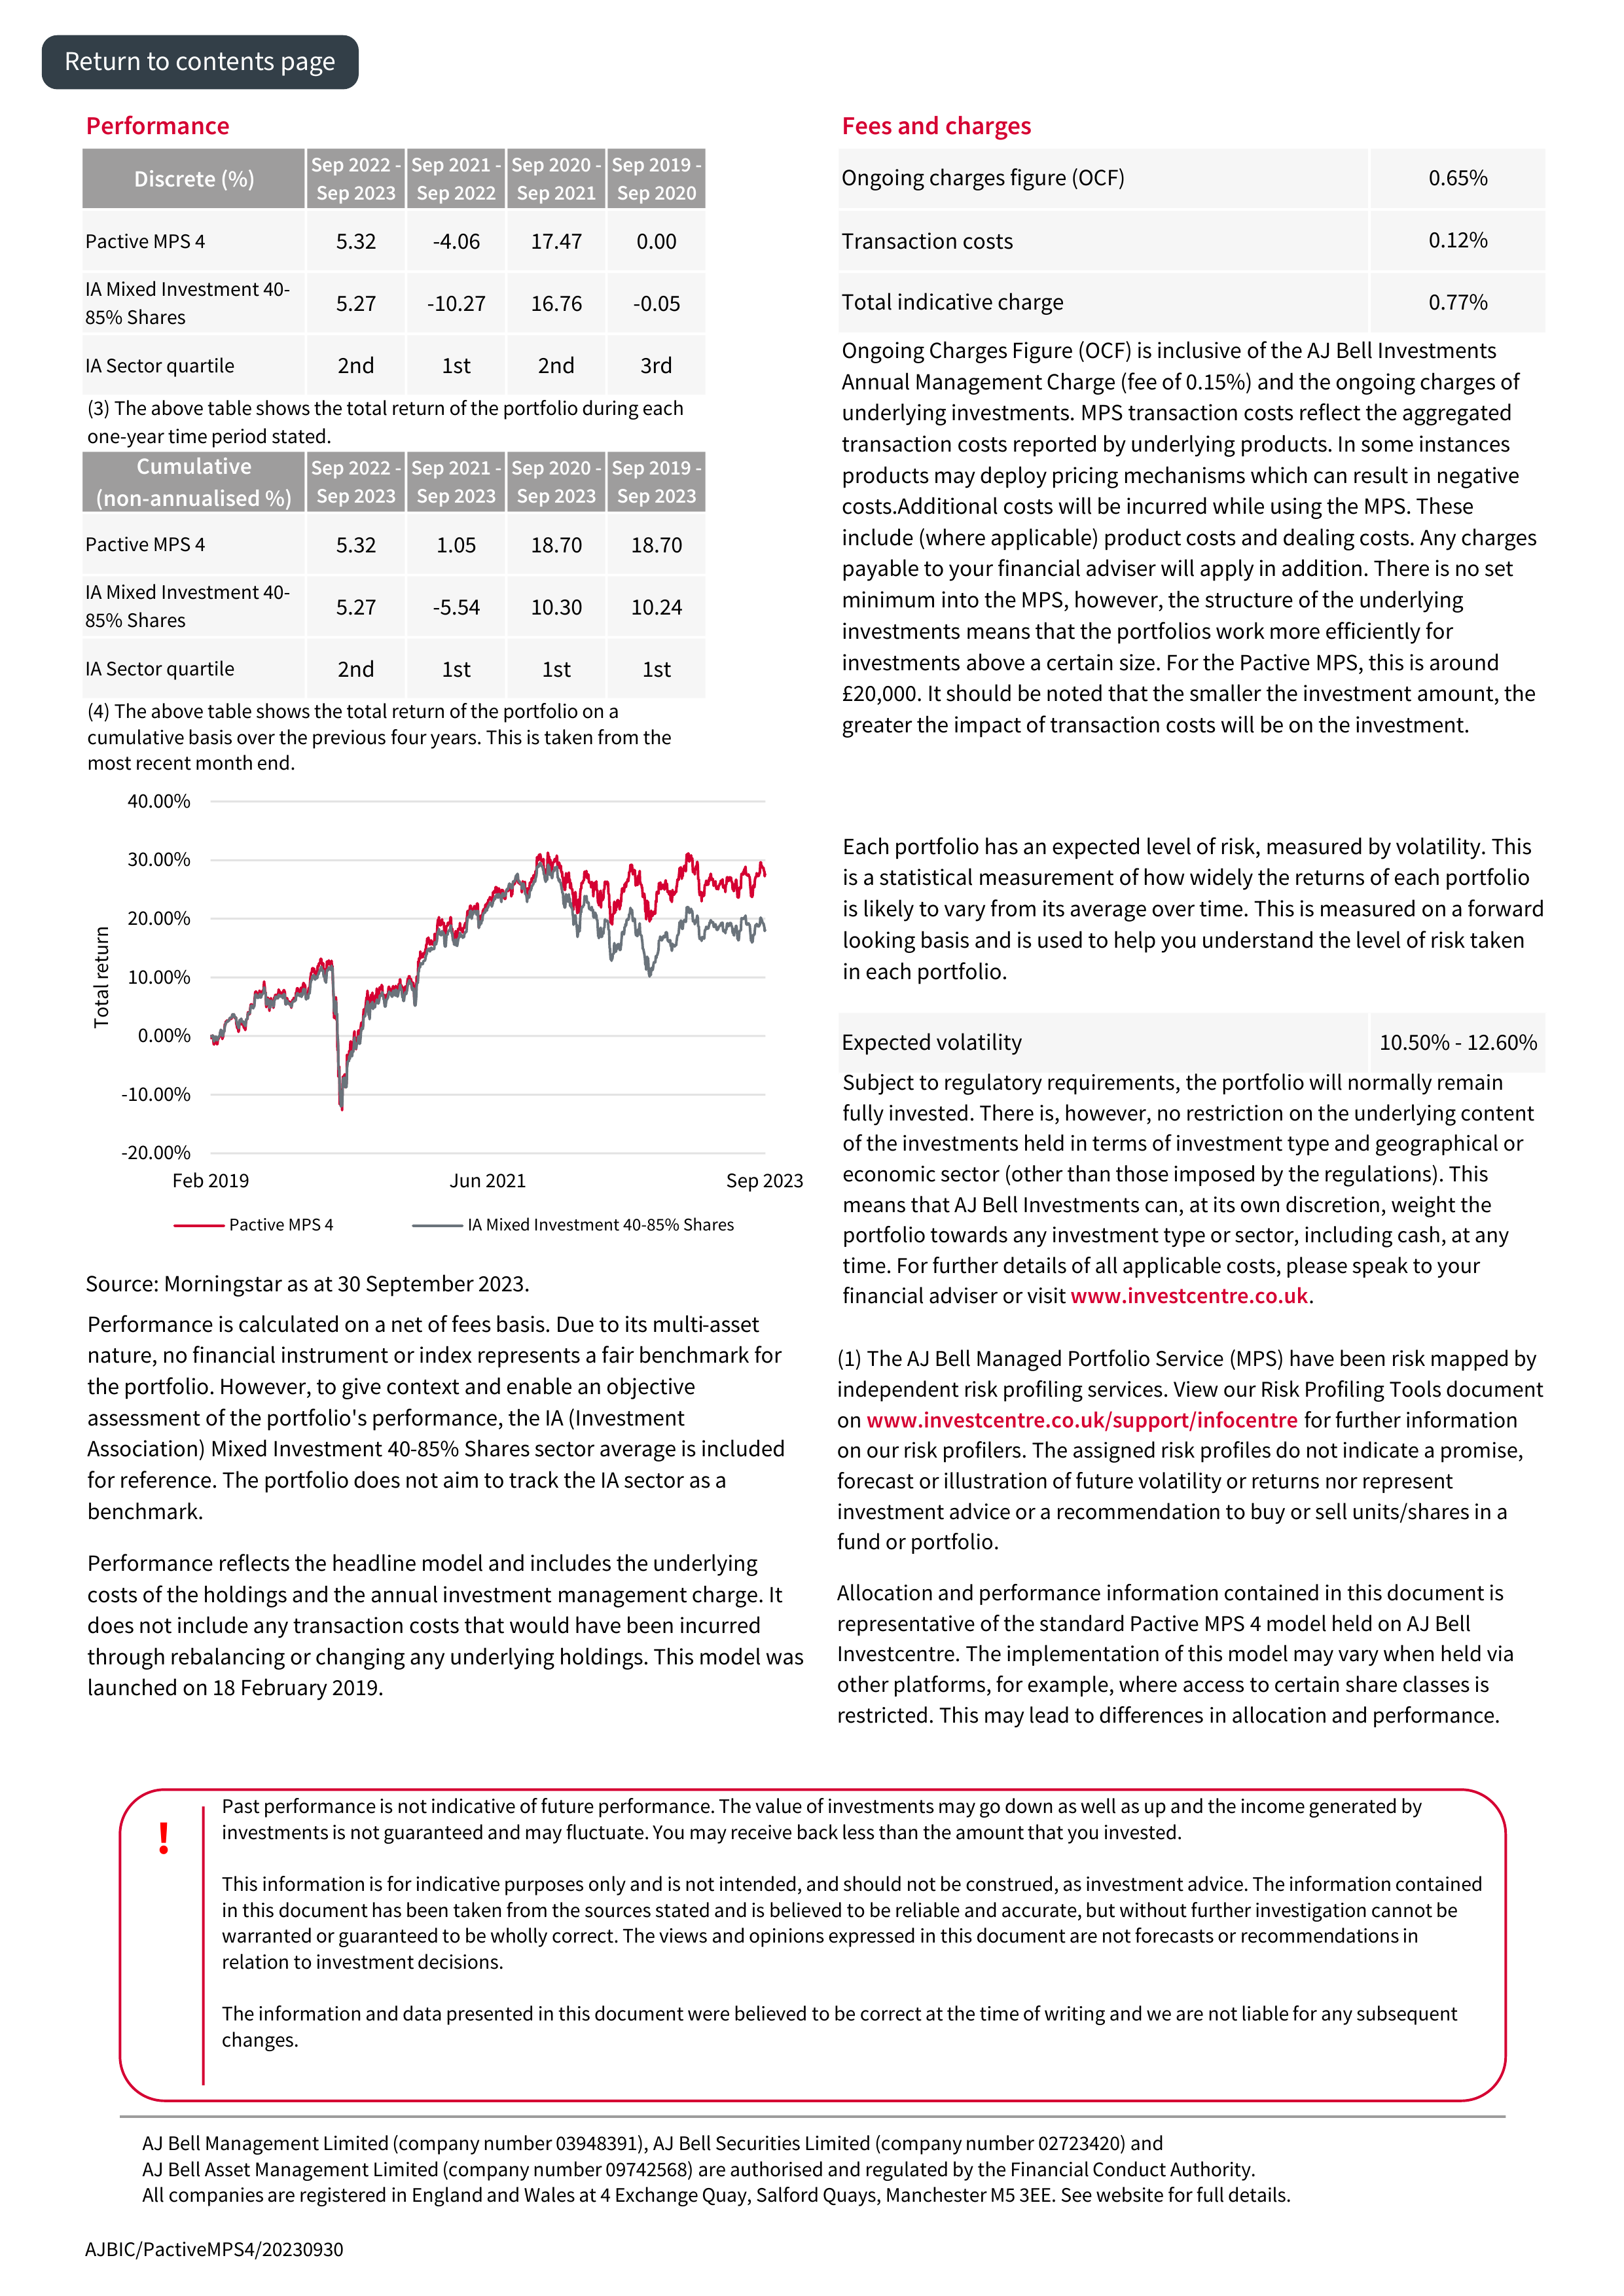 Return to contents page
Performance
Discrete (%)
Sep 2022 - Sep 2023
Sep 2021 - Sep 2022
Sep 2020 - Sep 2021
Sep 2019 - Sep 2020
Pactive MPS 4
5.32
-4.06
17.47
0.00
IA Mixed Investment 40-
85% Shares
5.27
-10.27
16.76
-0.05
IA Sector quartile
2nd
1st
2nd
3rd
(3) The above table shows the total return of the portfolio during each
one-year time period stated.
Cumulative
(non-annualised %)
Sep 2022 - Sep 2023
Sep 2021 - Sep 2023
Sep 2020 - Sep 2023
Sep 2019 - Sep 2023
Pactive MPS 4
5.32
1.05
18.70
18.70
IA Mixed Investment 40-
85% Shares
5.27
-5.54
10.30
10.24
IA Sector quartile
2nd
1st
1st
1st
(4) The above table shows the total return of the portfolio on a
cumulative basis over the previous four years. This is taken from the
most recent month end.
40.00%
30.00%
20.00%
10.00%
0.00%
-10.00%
-20.00%
Total return
Feb 2019
Jun 2021
Sep 2023
Pactive MPS 4
IA Mixed Investment 40-85% Shares
Source: Morningstar as at 30 September 2023.
Performance is calculated on a net of fees basis. Due to its multi-asset
nature, no financial instrument or index represents a fair benchmark for
the portfolio. However, to give context and enable an objective
assessment of the portfolio's performance, the IA (Investment
Association) Mixed Investment 40-85% Shares sector average is included
for reference. The portfolio does not aim to track the IA sector as a
benchmark.
Performance reflects the headline model and includes the underlying
costs of the holdings and the annual investment management charge. It
does not include any transaction costs that would have been incurred
through rebalancing or changing any underlying holdings. This model was
launched on 18 February 2019.
Fees and charges
Ongoing charges figure (OCF)
0.65%
Transaction costs
0.12%
Total indicative charge
0.77%
Ongoing Charges Figure (OCF) is inclusive of the AJ Bell Investments
Annual Management Charge (fee of 0.15%) and the ongoing charges of
underlying investments. MPS transaction costs reflect the aggregated
transaction costs reported by underlying products. In some instances
products may deploy pricing mechanisms which can result in negative
costs.Additional costs will be incurred while using the MPS. These
include (where applicable) product costs and dealing costs. Any charges
payable to your financial adviser will apply in addition. There is no set
minimum into the MPS, however, the structure of the underlying
investments means that the portfolios work more efficiently for
investments above a certain size. For the Pactive MPS, this is around
£20,000. It should be noted that the smaller the investment amount, the
greater the impact of transaction costs will be on the investment.
Each portfolio has an expected level of risk, measured by volatility. This
is a statistical measurement of how widely the returns of each portfolio
is likely to vary from its average over time. This is measured on a forward
looking basis and is used to help you understand the level of risk taken
in each portfolio.
Expected volatility
10.50% - 12.60%
Subject to regulatory requirements, the portfolio will normally remain
fully invested. There is, however, no restriction on the underlying content
of the investments held in terms of investment type and geographical or
economic sector (other than those imposed by the regulations). This
means that AJ Bell Investments can, at its own discretion, weight the
portfolio towards any investment type or sector, including cash, at any
time. For further details of all applicable costs, please speak to your
financial adviser or visit www.investcentre.co.uk.
(1) The AJ Bell Managed Portfolio Service (MPS) have been risk mapped by
independent risk profiling services. View our Risk Profiling Tools document
on www.investcentre.co.uk/support/infocentre for further information
on our risk profilers. The assigned risk profiles do not indicate a promise,
forecast or illustration of future volatility or returns nor represent
investment advice or a recommendation to buy or sell units/shares in a
fund or portfolio.
Allocation and performance information contained in this document is
representative of the standard Pactive MPS 4 model held on AJ Bell
Investcentre. The implementation of this model may vary when held via
other platforms, for example, where access to certain share classes is
restricted. This may lead to differences in allocation and performance.
!
Past performance is not indicative of future performance. The value of investments may go down as well as up and the income generated by
investments is not guaranteed and may fluctuate. You may receive back less than the amount that you invested.
This information is for indicative purposes only and is not intended, and should not be construed, as investment advice. The information contained
in this document has been taken from the sources stated and is believed to be reliable and accurate, but without further investigation cannot be
warranted or guaranteed to be wholly correct. The views and opinions expressed in this document are not forecasts or recommendations in
relation to investment decisions.
The information and data presented in this document were believed to be correct at the time of writing and we are not liable for any subsequent
changes.
AJ Bell Management Limited (company number 03948391), AJ Bell Securities Limited (company number 02723420) and
AJ Bell Asset Management Limited (company number 09742568) are authorised and regulated by the Financial Conduct Authority.
All companies are registered in England and Wales at 4 Exchange Quay, Salford Quays, Manchester M5 3EE. See website for full details.
AJBIC/PactiveMPS4/20230930